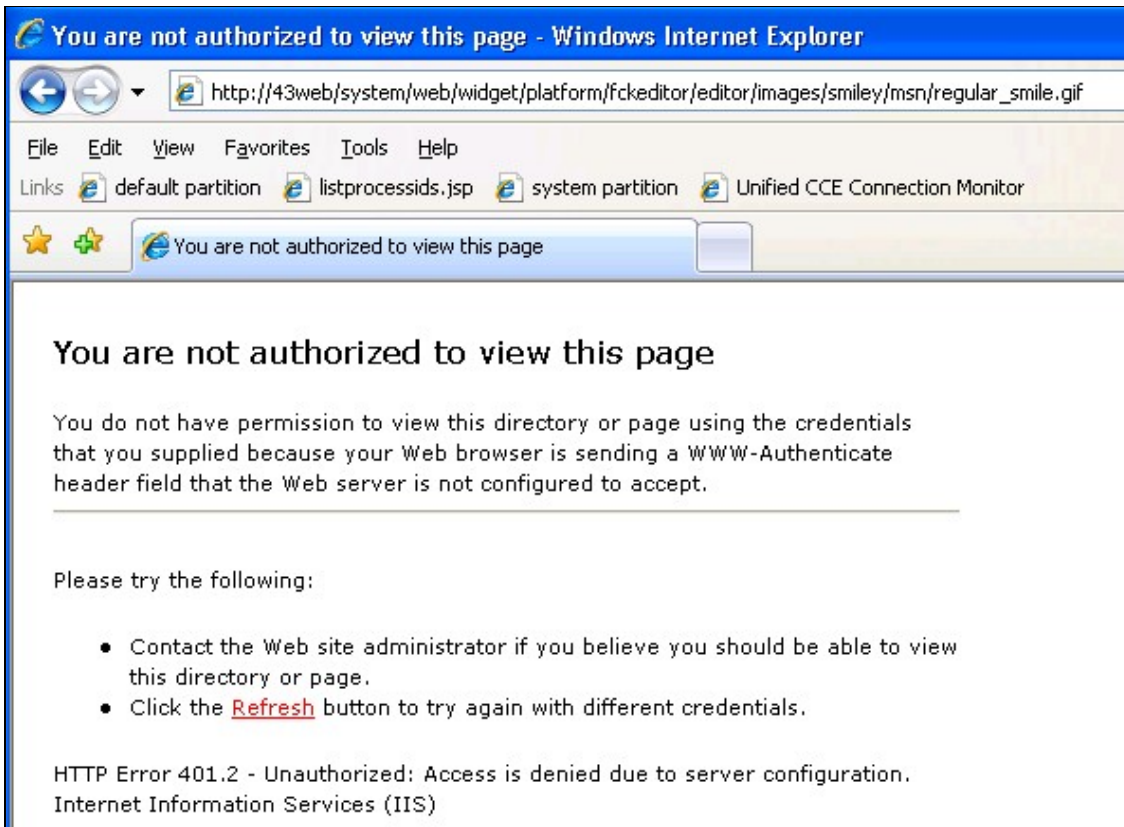 You are not authorized to view this page - Windows Internet Explorer
http://43web/system/web/widget/platform/fckeditor/editor/images/smiley/msn/regular_smile.gif
File Edit View Favorites Tools Help
Links default partition listprocessids.jsp system partition Unified CCE Connection Monitor
You are not authorized to view this page
You are not authorized to view this page
You do not have permission to view this directory or page using the credentials
that you supplied because your Web browser is sending a WWW-Authenticate
header field that the Web server is not configured to accept.
Please try the following:
● Contact the Web site administrator if you believe you should be able to view
this directory or page.
● Click the Refresh button to try again with different credentials.
HTTP Error 401.2 - Unauthorized: Access is denied due to server configuration.
Internet Information Services (IIS)